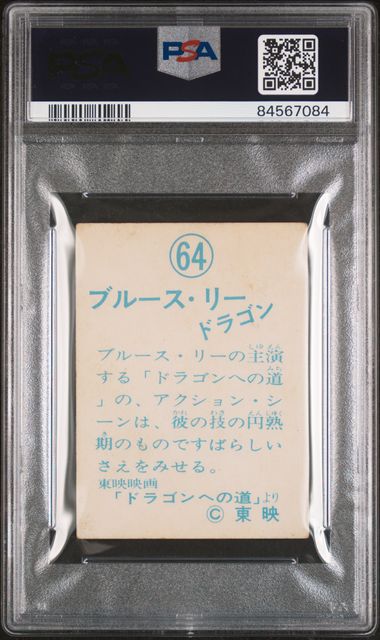 PSA
84567084
64
ブルース・リー
ドラゴン
ブルース・リーの主演
する「ドラゴンへの道
」の、アクション・シ
ーンは、彼の技の円熟
期のものですばらしい
さえをみせる。
東映映画
「ドラゴンへの道」より
© 東映